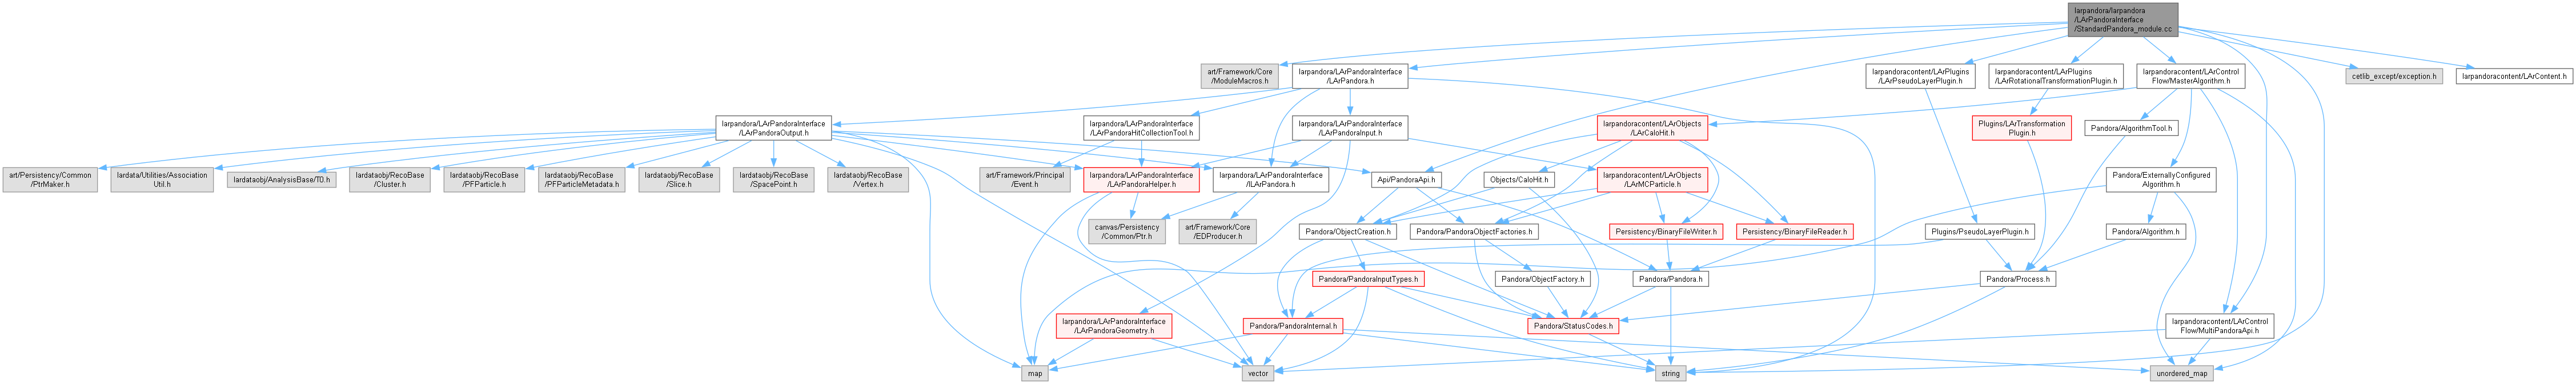 larpandora/larpandora
/LArPandoraInterface
/StandardPandora_module.cc
art/Framework/Core
/ModuleMacros.h
larpandora/LArPandoraInterface
/LArPandora.h
larpandoracontent/LArPlugins
/LArPseudoLayerPlugin.h
larpandoracontent/LArPlugins
/LArRotationalTransformationPlugin.h
larpandoracontent/LArControl
Flow/MasterAlgorithm.h
cetlib_except/exception.h
larpandoracontent/LArContent.h
larpandora/LArPandoraInterface
/LArPandoraOutput.h
larpandora/LArPandoraInterface
/LArPandoraHitCollectionTool.h
larpandora/LArPandoraInterface
/LArPandoraInput.h
larpandoracontent/LArObjects
/LArCaloHit.h
Plugins/LArTransformation
Plugin.h
Pandora/AlgorithmTool.h
art/Persistency/Common
/PtrMaker.h
lardata/Utilities/Association
Util.h
lardataobj/AnalysisBase/T0.h
lardataobj/RecoBase
/Cluster.h
lardataobj/RecoBase
/PFParticle.h
lardataobj/RecoBase
/PFParticleMetadata.h
lardataobj/RecoBase
/Slice.h
lardataobj/RecoBase
/SpacePoint.h
lardataobj/RecoBase
/Vertex.h
art/Framework/Principal
/Event.h
larpandora/LArPandoraInterface
/LArPandoraHelper.h
larpandora/LArPandoraInterface
/ILArPandora.h
Api/PandoraApi.h
Objects/CaloHit.h
larpandoracontent/LArObjects
/LArMCParticle.h
Pandora/ExternallyConfigured
Algorithm.h
canvas/Persistency
/Common/Ptr.h
art/Framework/Core
/EDProducer.h
Pandora/ObjectCreation.h
Pandora/PandoraObjectFactories.h
Persistency/BinaryFileWriter.h
Persistency/BinaryFileReader.h
Plugins/PseudoLayerPlugin.h
Pandora/Algorithm.h
Pandora/PandoraInputTypes.h
Pandora/ObjectFactory.h
Pandora/Pandora.h
Pandora/Process.h
larpandora/LArPandoraInterface
/LArPandoraGeometry.h
Pandora/PandoraInternal.h
Pandora/StatusCodes.h
larpandoracontent/LArControl
Flow/MultiPandoraApi.h
map
vector
string
unordered_map